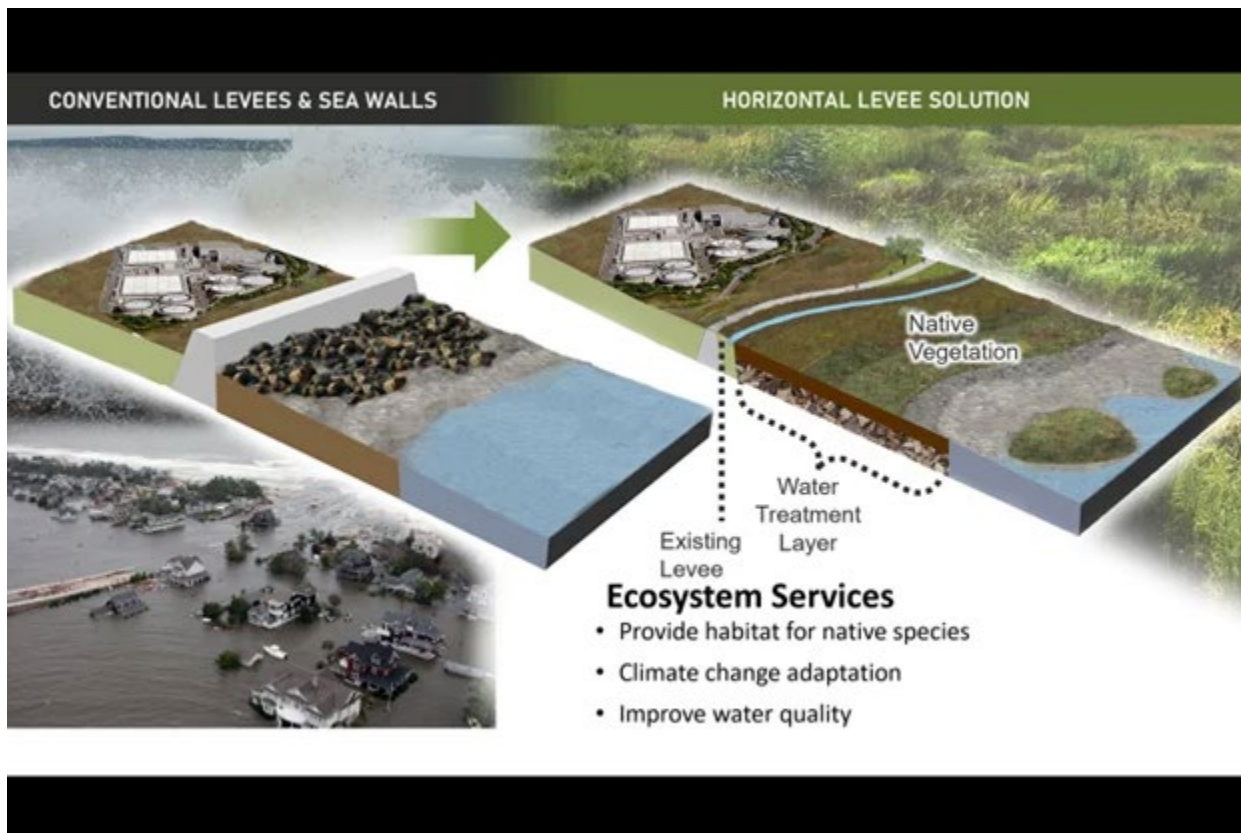 CONVENTIONAL LEVEES & SEA WALLS
HORIZONTAL LEVEE SOLUTION
Native
Vegetation
Water
Treatment
Layer
Existing
Levee
Ecosystem Services
• Provide habitat for native species
• Climate change adaptation
• Improve water quality